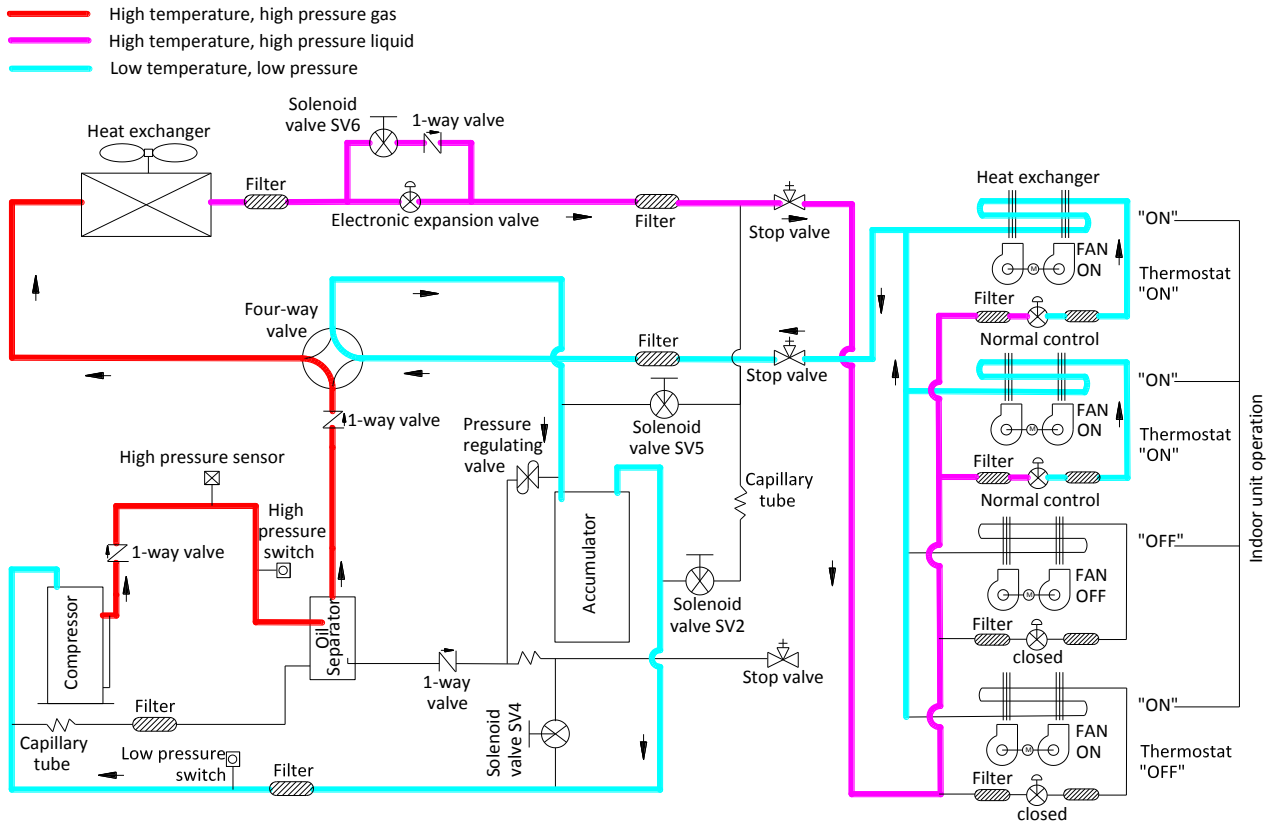 High temperature, high pressure gas
High temperature, high pressure liquid
Low temperature, low pressure
Solenoid
valve SV6
1-way valve
Heat exchanger
Filter
Electronic expansion valve
Filter
Stop valve
Heat exchanger
"ON"
FAN
ON
Thermostat
"ON"
Filter
M
Normal control
Four-way
valve
Filter
Stop valve
"ON"
FAN
ON
Thermostat
"ON"
Filter
M
Normal control
1-way valve
Pressure
regulating
valve
Solenoid
valve SV5
Capillary
tube
High pressure sensor
High
pressure
switch
1-way valve
Compressor
Oil
Separator
Accumulator
Solenoid
valve SV2
"OFF"
FAN
OFF
M
Filter
closed
Indoor unit operation
1-way
valve
Stop valve
Filter
Capillary
tube
Low pressure
switch
Filter
Solenoid
valve SV4
"ON"
FAN
ON
Thermostat
"OFF"
M
Filter
closed